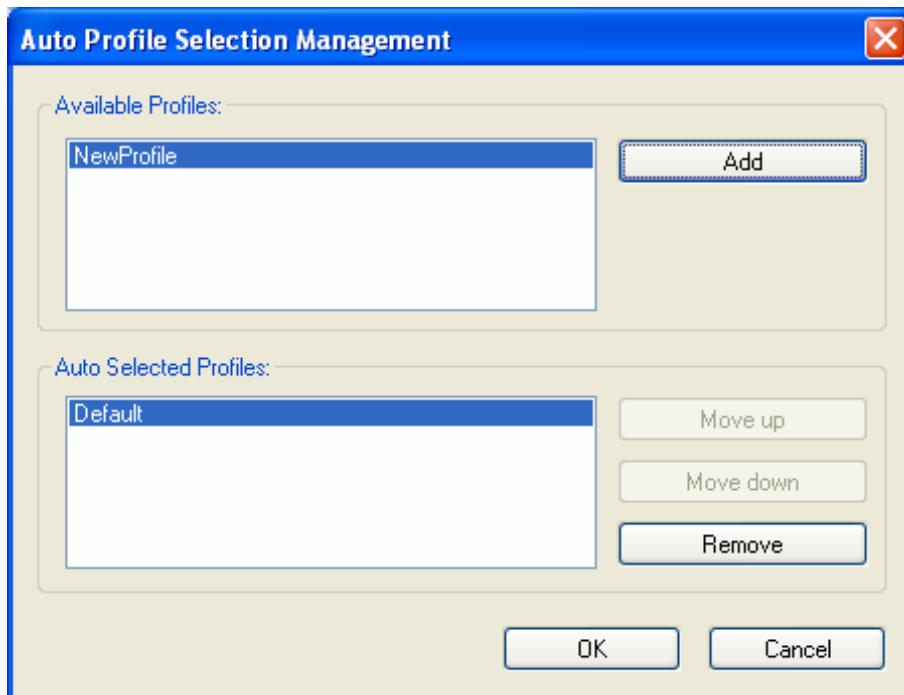 Auto Profile Selection Management
Available Profiles:
NewProfile
Add
Auto Selected Profiles:
Default
Move up
Move down
Remove
OK
Cancel